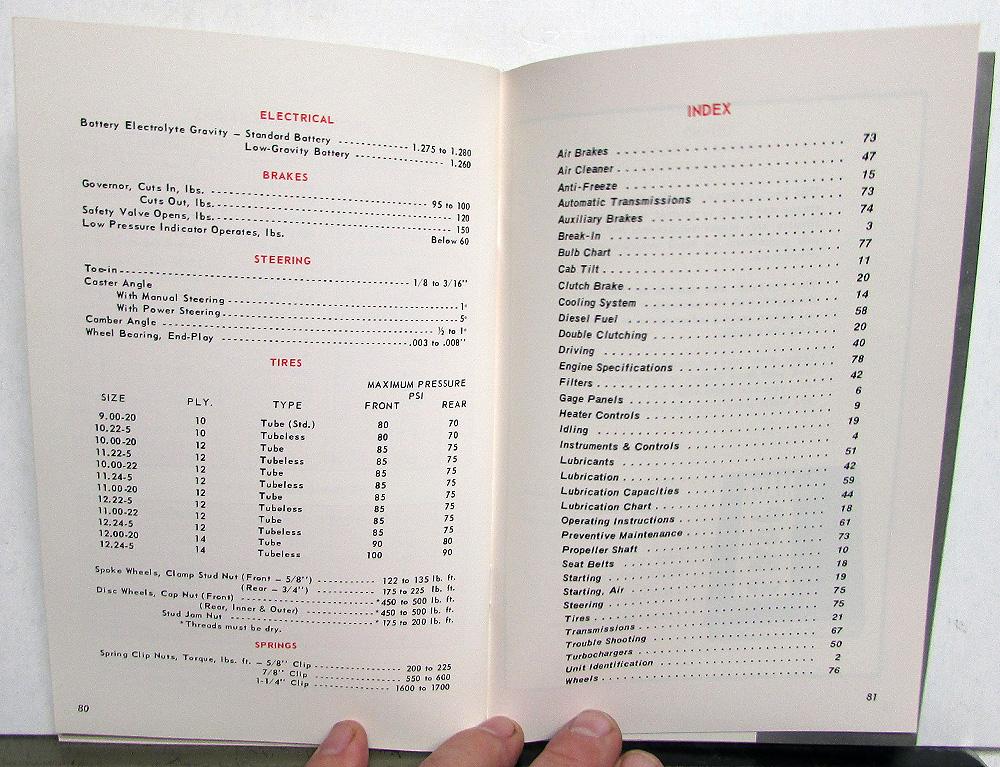 ELECTRICAL
Battery Electrolyte Gravity – Standard Battery ---------- 1.275 to 1.280
Low-Gravity Battery ---------- 1.260
BRAKES
Governor, Cuts In, lbs. ---------- 95 to 100
Cuts Out, lbs. ---------- 120
Safety Valve Opens, lbs. ---------- 150
Low Pressure Indicator Operates, lbs. Below 60
STEERING
Toe-in ---------- 1/8 to 3/16"
Caster Angle
With Manual Steering ---------- 1°
With Power Steering ---------- 5°
Camber Angle ---------- ½ to 1°
Wheel Bearing, End-Play ---------- .003 to .008"
TIRES
MAXIMUM PRESSURE
PSI
SIZE PLY. TYPE FRONT REAR
9.00-20 10 Tube (Std.) 80 70
10.22-5 10 Tubeless 80 70
10.00-20 12 Tube 85 75
11.22-5 12 Tubeless 85 75
10.00-22 12 Tube 85 75
11.24-5 12 Tubeless 85 75
11.00-20 12 Tube 85 75
12.22-5 12 Tubeless 85 75
11.00-22 12 Tube 85 75
12.24-5 12 Tubeless 85 75
12.00-20 14 Tube 90 80
12.24-5 14 Tubeless 100 90
Spoke Wheels, Clamp Stud Nut (Front – 5/8") ---------- 122 to 135 lb. ft.
(Rear – 3/4") ---------- 175 to 225 lb. ft.
Disc Wheels, Cap Nut (Front) ---------- *450 to 500 lb. ft.
(Rear, Inner & Outer) ---------- *450 to 500 lb. ft.
Stud Jam Nut ---------- *175 to 200 lb. ft.
*Threads must be dry.
SPRINGS
Spring Clip Nuts, Torque, lbs. ft. – 5/8" Clip ---------- 200 to 225
7/8" Clip ---------- 550 to 600
1-1/4" Clip ---------- 1600 to 1700
80
INDEX
Air Brakes .......... 73
Air Cleaner .......... 47
Anti-Freeze .......... 15
Automatic Transmissions .......... 73
Auxiliary Brakes .......... 74
Break-In .......... 3
Bulb Chart .......... 77
Cab Tilt .......... 11
Clutch Brake .......... 20
Cooling System .......... 14
Diesel Fuel .......... 58
Double Clutching .......... 20
Driving .......... 40
Engine Specifications .......... 78
Filters .......... 42
Gage Panels .......... 6
Heater Controls .......... 9
Idling .......... 19
Instruments & Controls .......... 4
Lubricants .......... 51
Lubrication .......... 42
Lubrication Capacities .......... 59
Lubrication Chart .......... 44
Operating Instructions .......... 18
Preventive Maintenance .......... 61
Propeller Shaft .......... 73
Seat Belts .......... 10
Starting .......... 18
Starting, Air .......... 19
Steering .......... 75
Tires .......... 75
Transmissions .......... 21
Trouble Shooting .......... 67
Turbochargers .......... 50
Unit Identification .......... 2
Wheels .......... 76
81